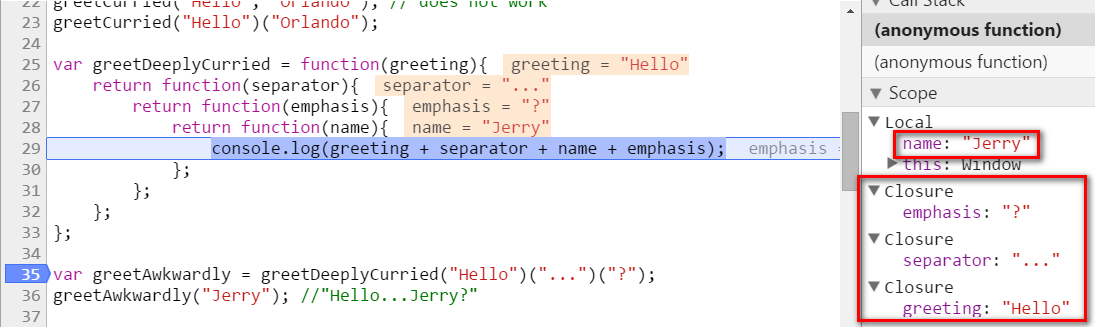 22 greetCurried("Hello", "Orlando"); // does not work
23 greetCurried("Hello")("Orlando");
24
25 var greetDeeplyCurried = function(greeting){ greeting = "Hello"
26 return function(separator){ separator = "..."
27 return function(emphasis){ emphasis = "?"
28 return function(name){ name = "Jerry"
29 console.log(greeting + separator + name + emphasis); emphasis =
30 };
31 };
32 };
33 };
34
35 var greetAwkwardly = greetDeeplyCurried("Hello")("...")("?");
36 greetAwkwardly("Jerry"); //"Hello...Jerry?"
37
Call Stack
(anonymous function)
(anonymous function)
Scope
Local
name: "Jerry"
this: Window
Closure
emphasis: "?"
Closure
separator: "..."
Closure
greeting: "Hello"